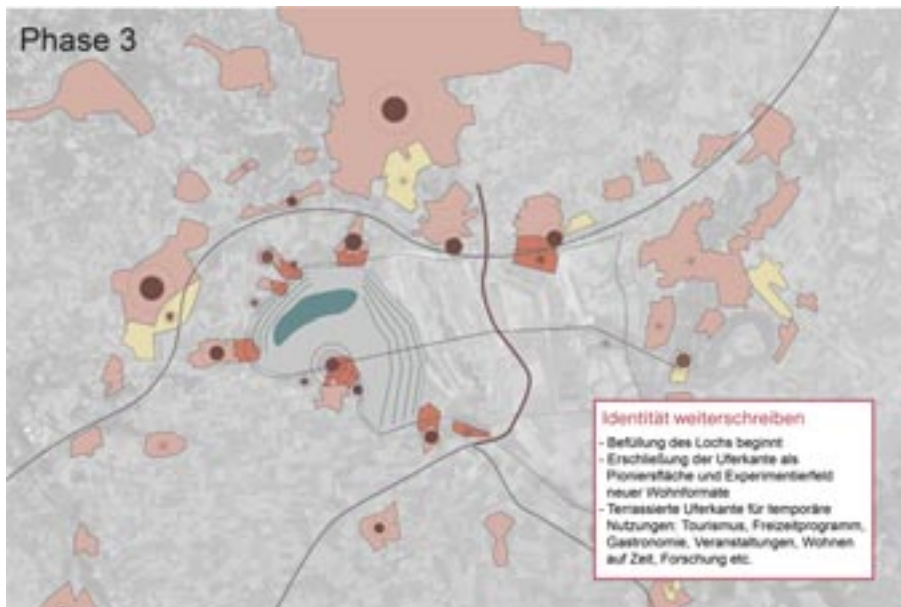 Phase 3
Identität weiterschreiben
- Befüllung des Lochs beginnt
- Erschließung der Uferkante als
Pioniersfläche und Experimentierfeld
neuer Wohnformate
- Terrassierte Uferkante für temporäre
Nutzungen: Tourismus, Freizeitprogramm,
Gastronomie, Veranstaltungen, Wohnen
auf Zeit, Forschung etc.